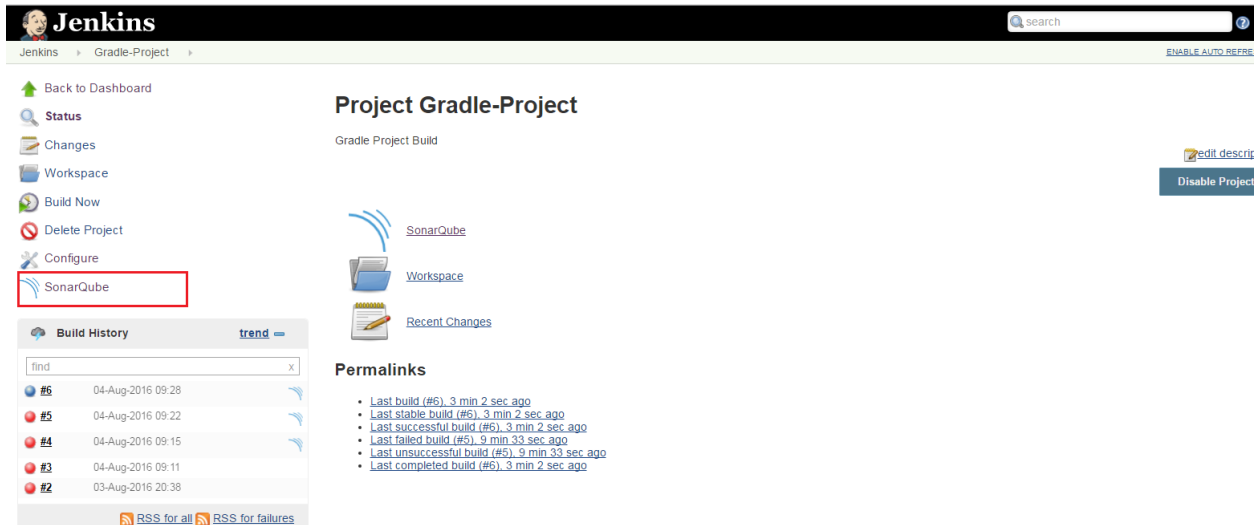 Jenkins
search
Jenkins Gradle-Project
ENABLE AUTO REFRE
Back to Dashboard
Status
Changes
Workspace
Build Now
Delete Project
Configure
SonarQube
Build History trend
find x
#6 04-Aug-2016 09:28
#5 04-Aug-2016 09:22
#4 04-Aug-2016 09:15
#3 04-Aug-2016 09:11
#2 03-Aug-2016 20:38
RSS for all RSS for failures
Project Gradle-Project
Gradle Project Build
edit descrip
Disable Project
SonarQube
Workspace
Recent Changes
Permalinks
Last build (#6), 3 min 2 sec ago
Last stable build (#6), 3 min 2 sec ago
Last successful build (#6), 3 min 2 sec ago
Last failed build (#5), 9 min 33 sec ago
Last unsuccessful build (#5), 9 min 33 sec ago
Last completed build (#6), 3 min 2 sec ago